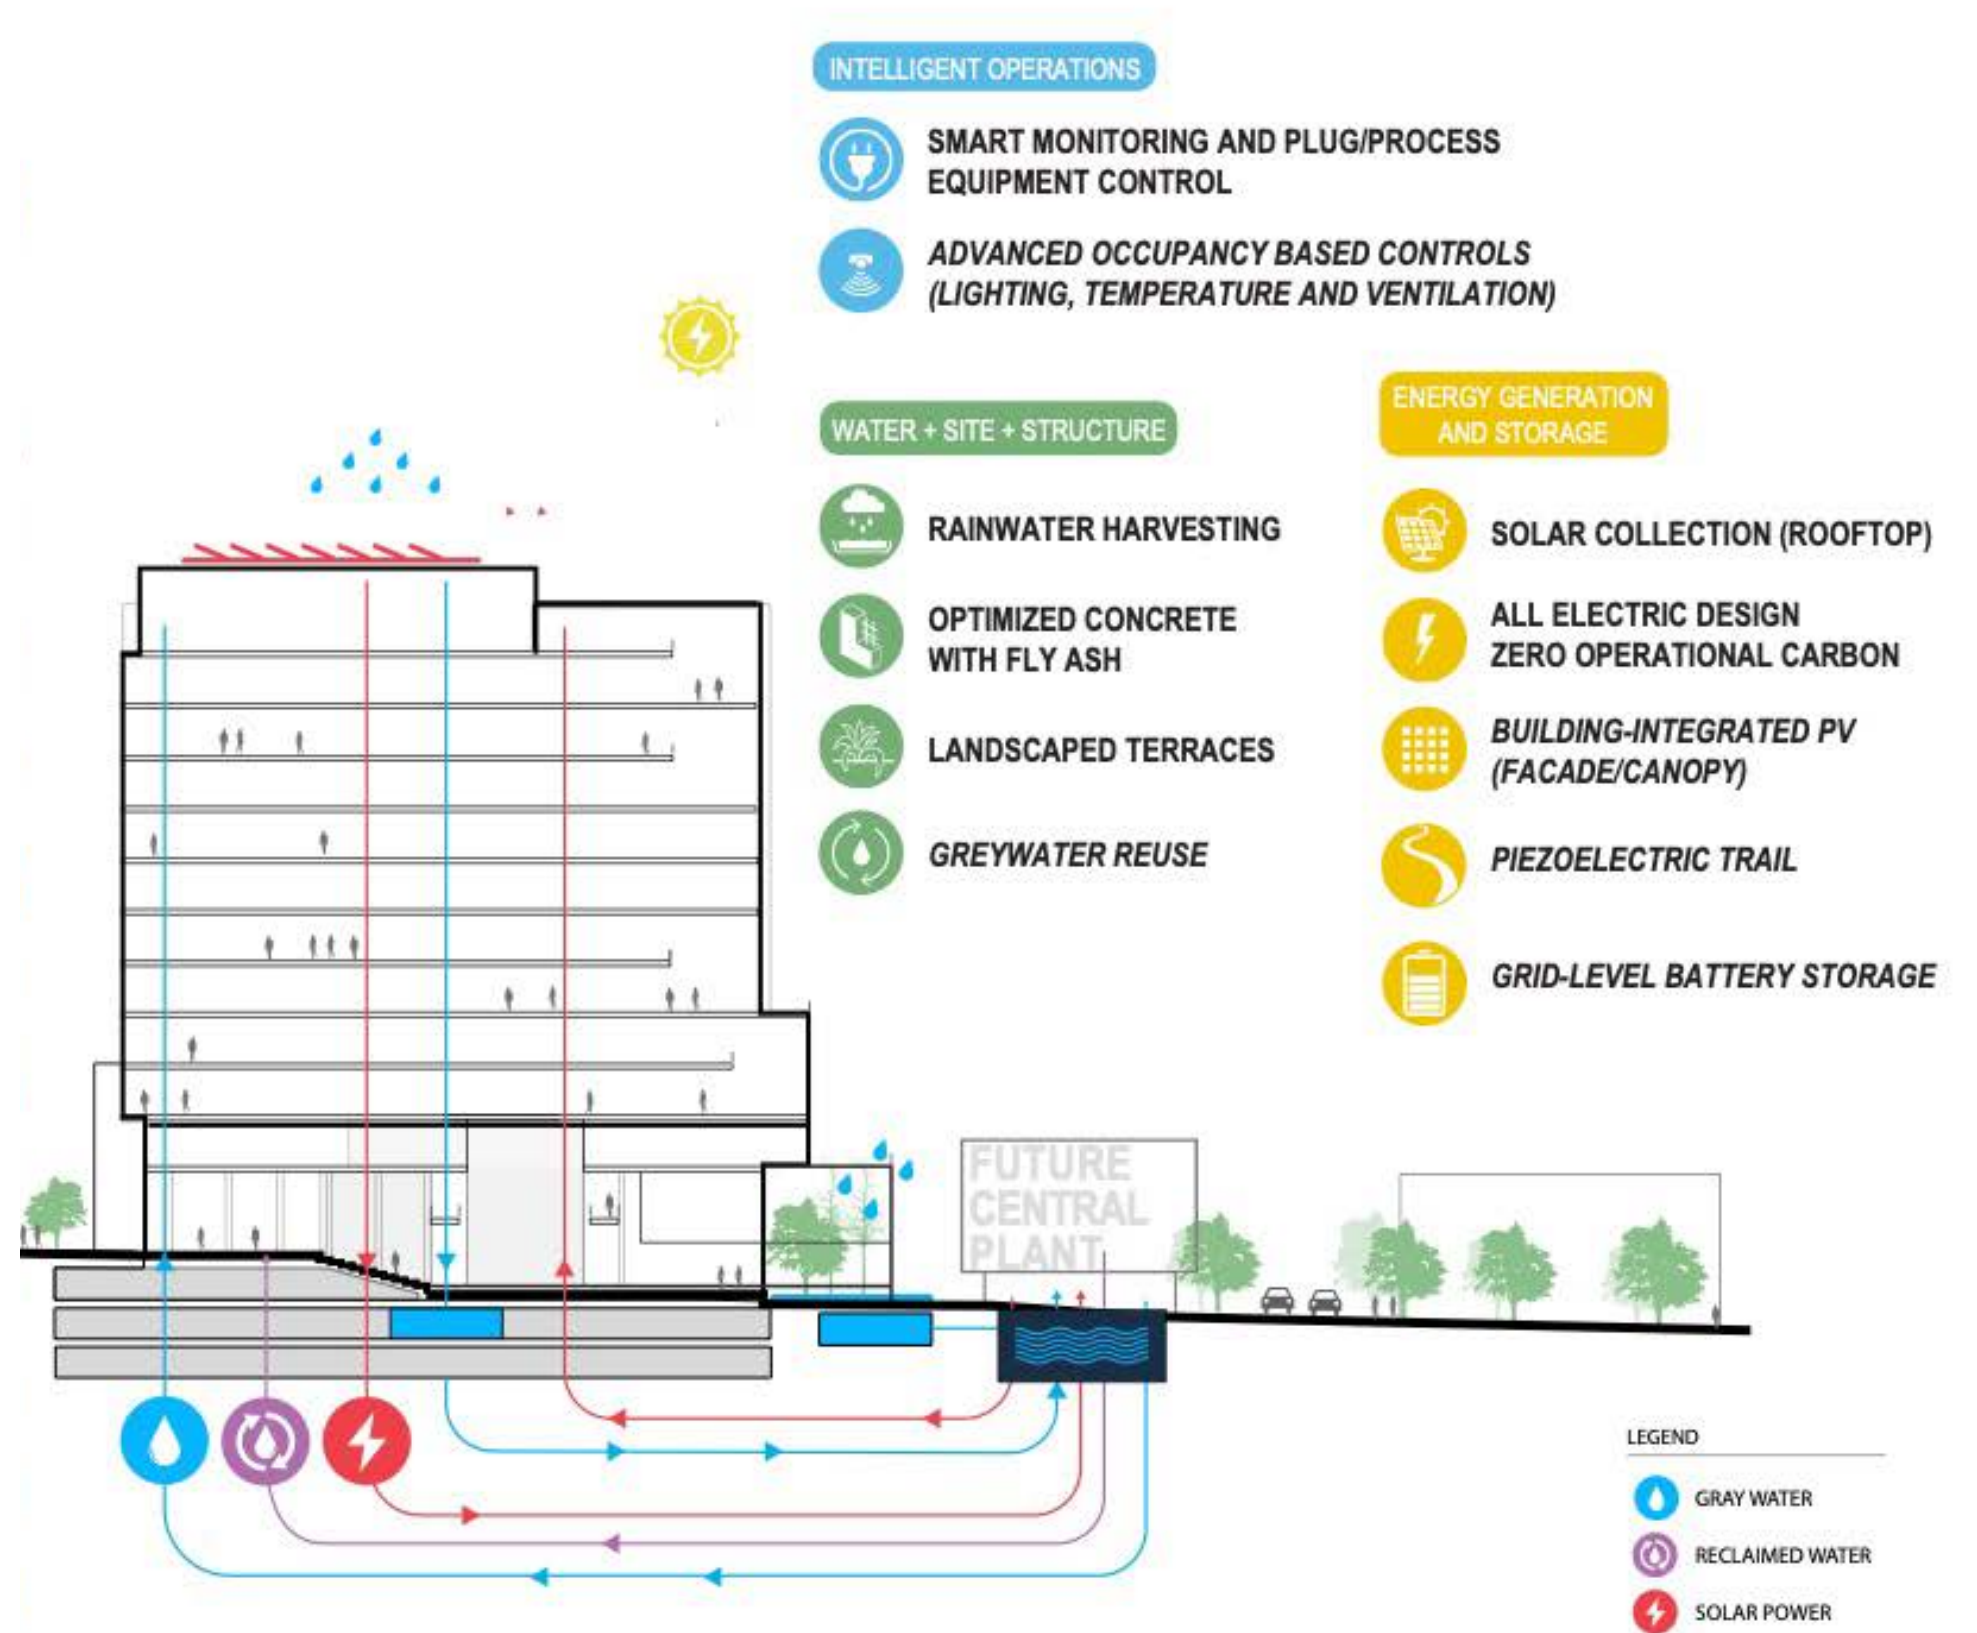 INTELLIGENT OPERATIONS
SMART MONITORING AND PLUG/PROCESS
EQUIPMENT CONTROL
ADVANCED OCCUPANCY BASED CONTROLS
(LIGHTING, TEMPERATURE AND VENTILATION)
WATER + SITE + STRUCTURE
RAINWATER HARVESTING
OPTIMIZED CONCRETE
WITH FLY ASH
LANDSCAPED TERRACES
GREYWATER REUSE
ENERGY GENERATION
AND STORAGE
SOLAR COLLECTION (ROOFTOP)
ALL ELECTRIC DESIGN
ZERO OPERATIONAL CARBON
BUILDING-INTEGRATED PV
(FACADE/CANOPY)
PIEZOELECTRIC TRAIL
GRID-LEVEL BATTERY STORAGE
FUTURE
CENTRAL
PLANT
LEGEND
GRAY WATER
RECLAIMED WATER
SOLAR POWER